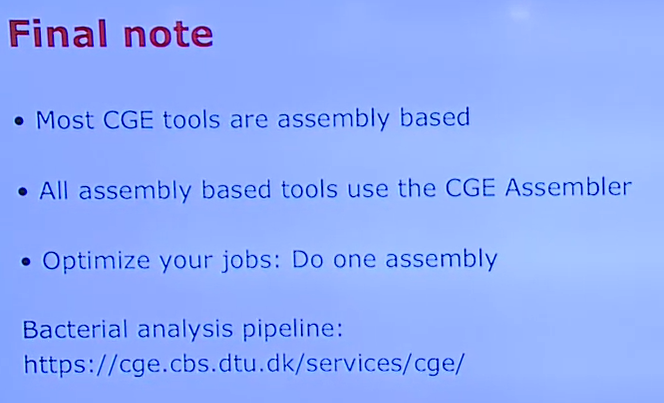 Final note
• Most CGE tools are assembly based
• All assembly based tools use the CGE Assembler
• Optimize your jobs: Do one assembly
Bacterial analysis pipeline:
https://cge.cbs.dtu.dk/services/cge/